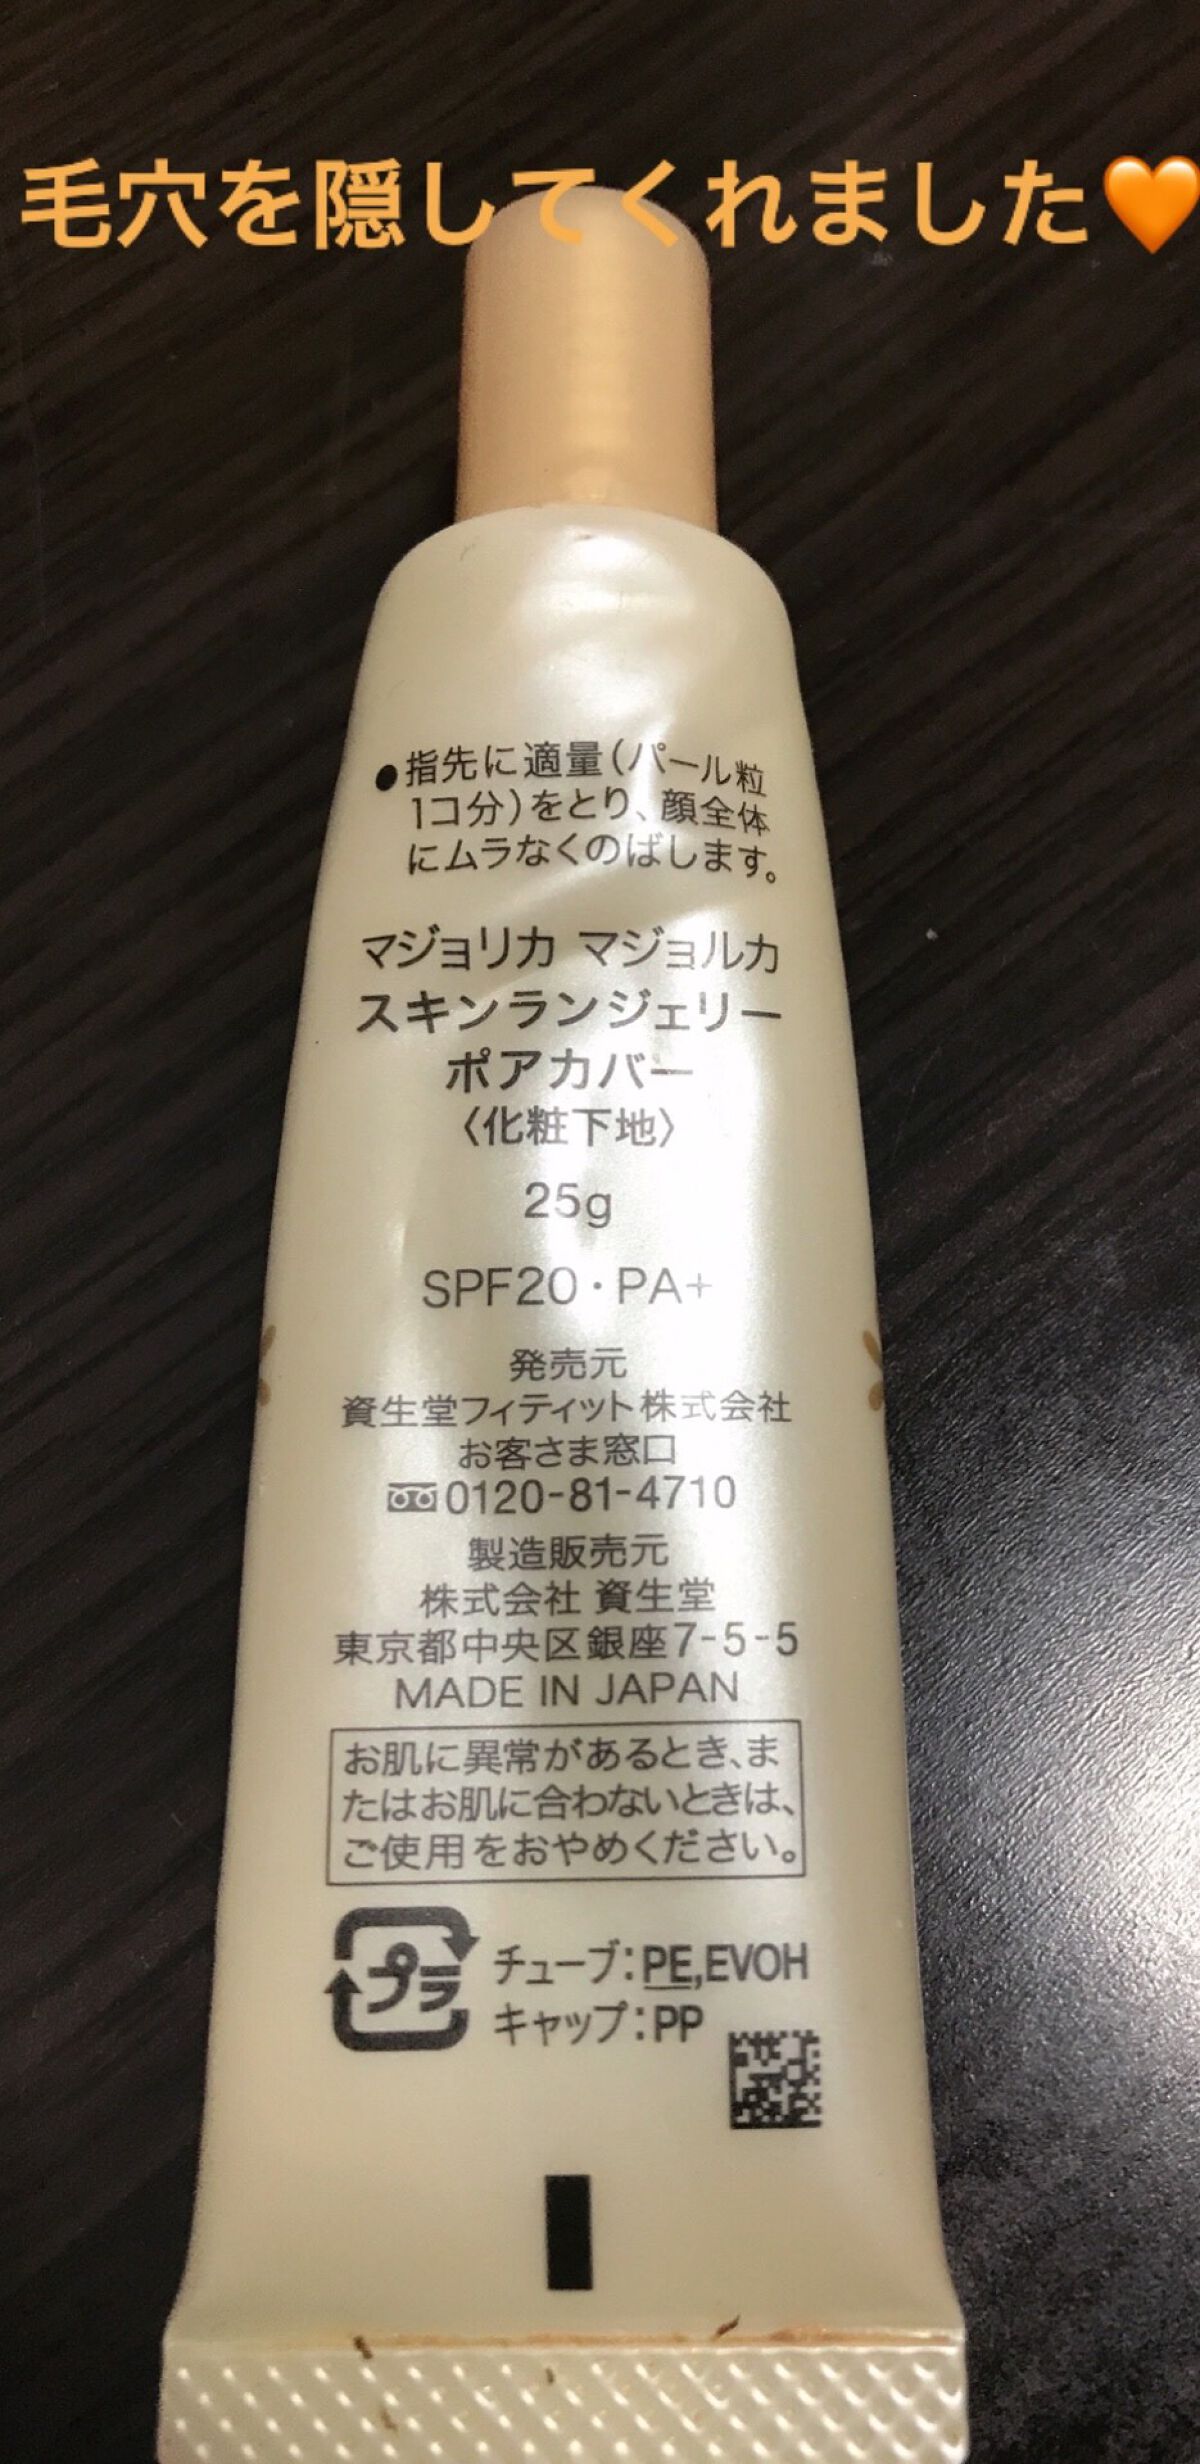 毛穴を隠してくれました🧡
●指先に適量(パール粒
1コ分)をとり、顔全体
にムラなくのばします。
マジョリカ マジョルカ
スキンランジェリー
ポアカバー
〈化粧下地〉
25g
SPF20・PA+
発売元
資生堂フィティット株式会社
お客さま窓口
0120-81-4710
製造販売元
株式会社 資生堂
東京都中央区銀座7-5-5
MADE IN JAPAN
お肌に異常があるとき、ま
たはお肌に合わないときは、
ご使用をおやめください。
プラ
チューブ:PE,EVOH
キャップ:PP